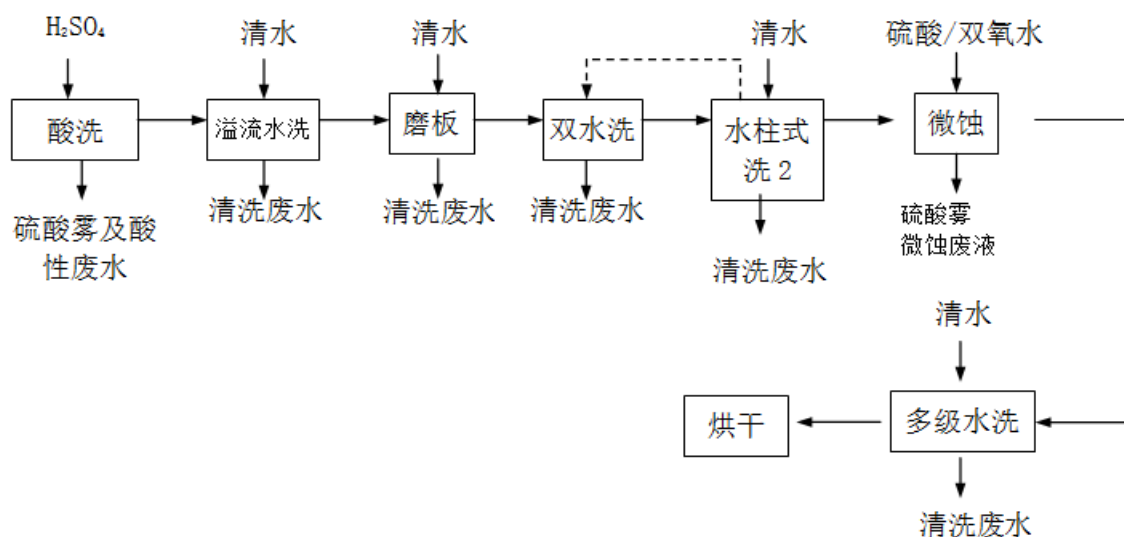 H₂SO₄
清水
清水
清水
硫酸/双氧水
酸洗
溢流水洗
磨板
双水洗
水柱式
洗2
微蚀
硫酸雾及酸
性废水
清洗废水
清洗废水
清洗废水
清洗废水
硫酸雾
微蚀废液
清水
烘干
多级水洗
清洗废水